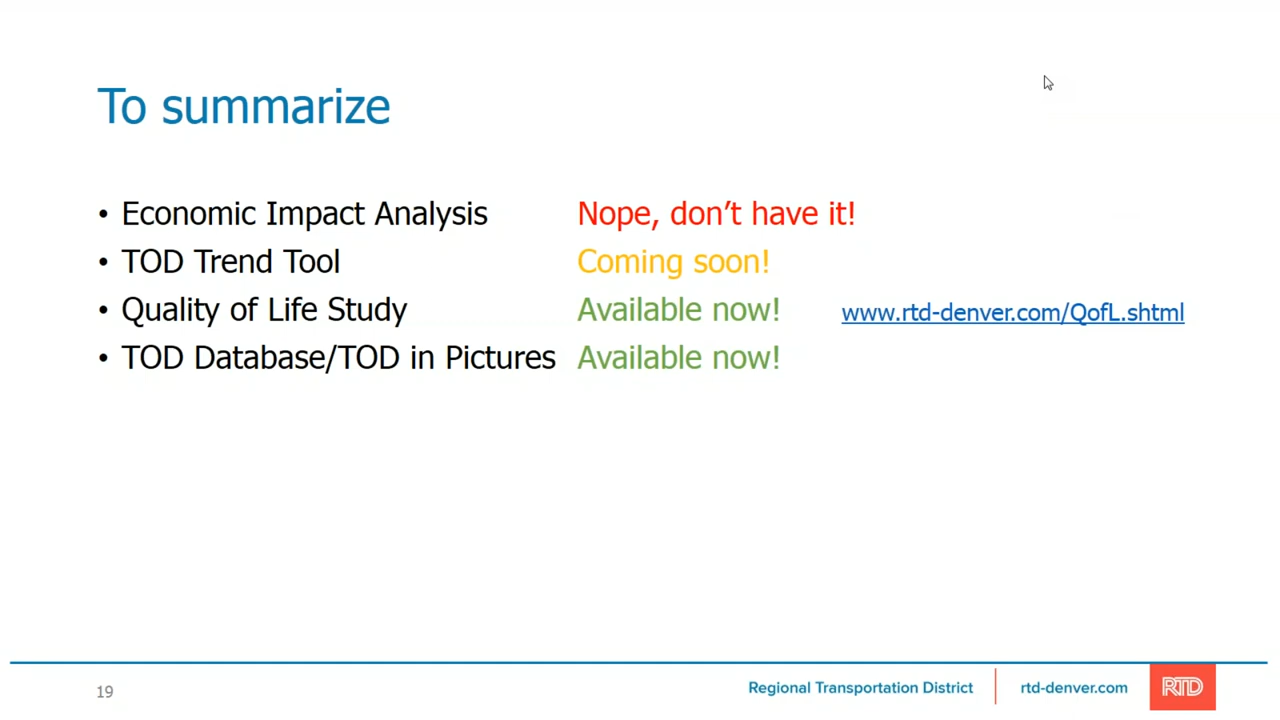 To summarize
• Economic Impact Analysis Nope, don't have it!
• TOD Trend Tool Coming soon!
• Quality of Life Study Available now! www.rtd-denver.com/QofL.shtml
• TOD Database/TOD in Pictures Available now!
19 Regional Transportation District rtd-denver.com RTD